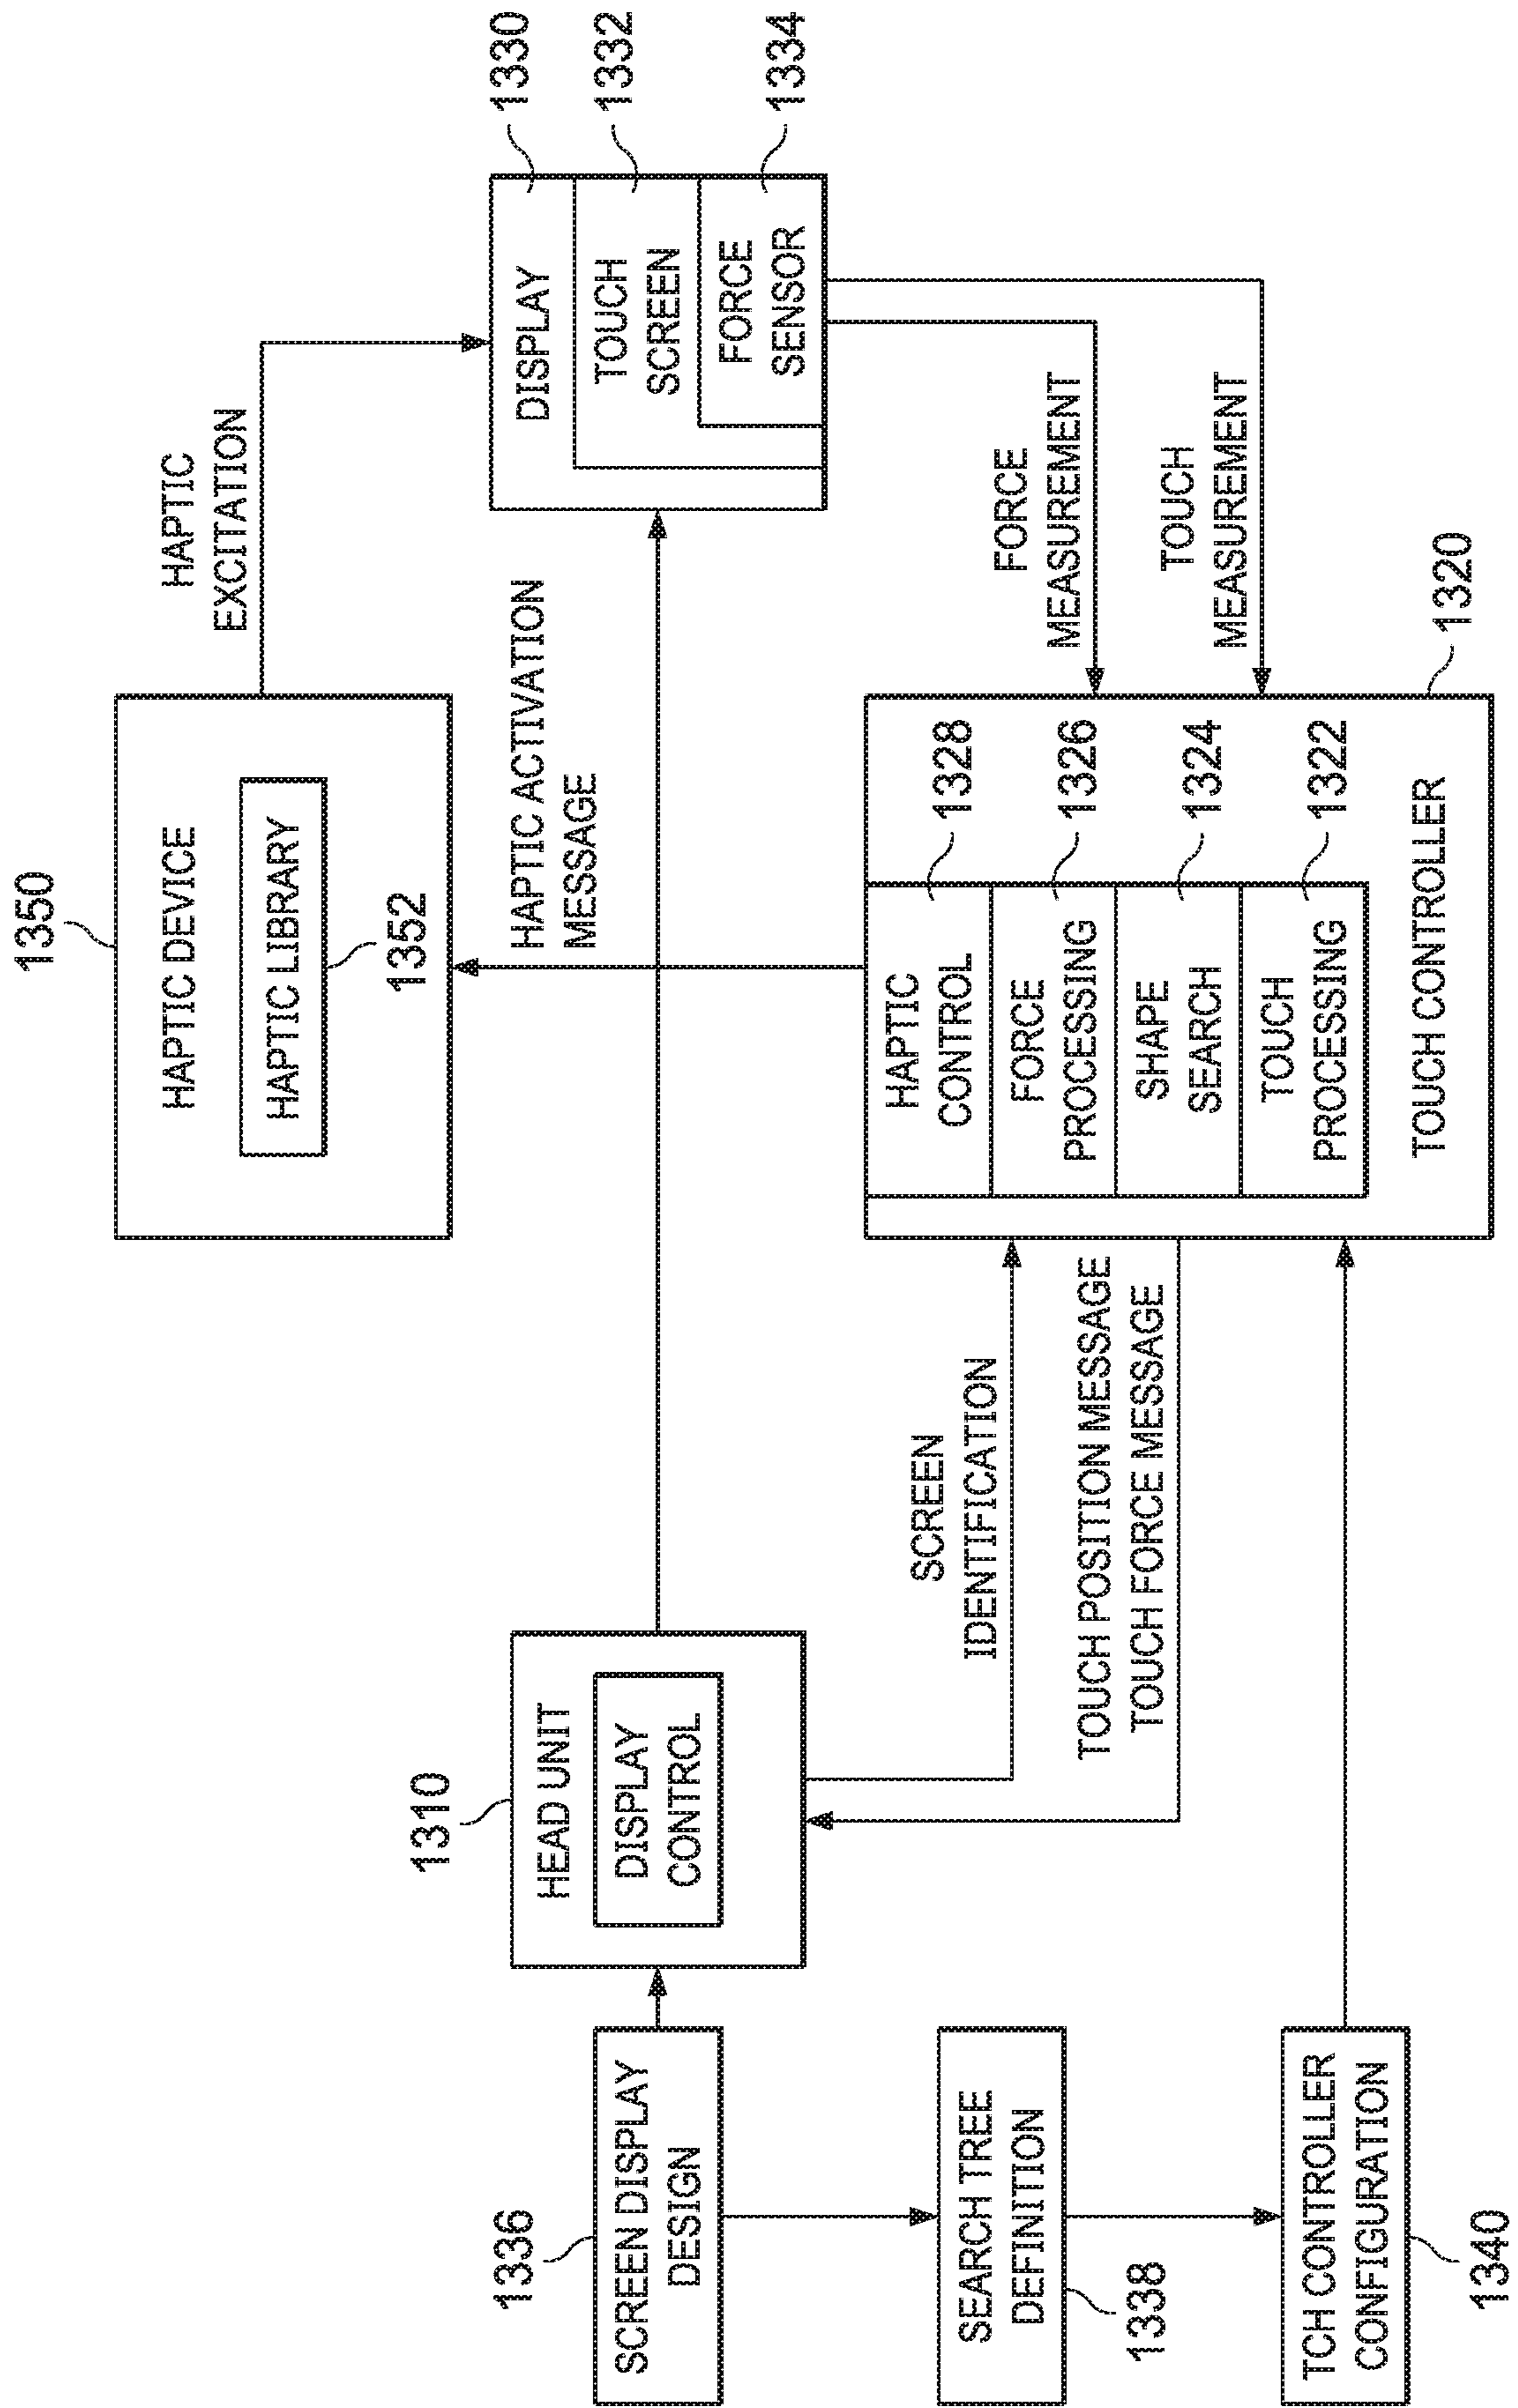 1350
HAPTIC DEVICE
HAPTIC LIBRARY
1352
HAPTIC
EXCITATION
HAPTIC ACTIVATION
MESSAGE
1330
1332
1334
DISPLAY
TOUCH
SCREEN
FORCE
SENSOR
1310
HEAD UNIT
DISPLAY
CONTROL
1336
SCREEN DISPLAY
DESIGN
SEARCH TREE
DEFINITION
1338
TCH CONTROLLER
CONFIGURATION
1340
SCREEN
IDENTIFICATION
TOUCH POSITION MESSAGE
TOUCH FORCE MESSAGE
HAPTIC
CONTROL
1328
FORCE
PROCESSING
1326
SHAPE
SEARCH
1324
TOUCH
PROCESSING
1322
TOUCH CONTROLLER
1320
FORCE
MEASUREMENT
TOUCH
MEASUREMENT